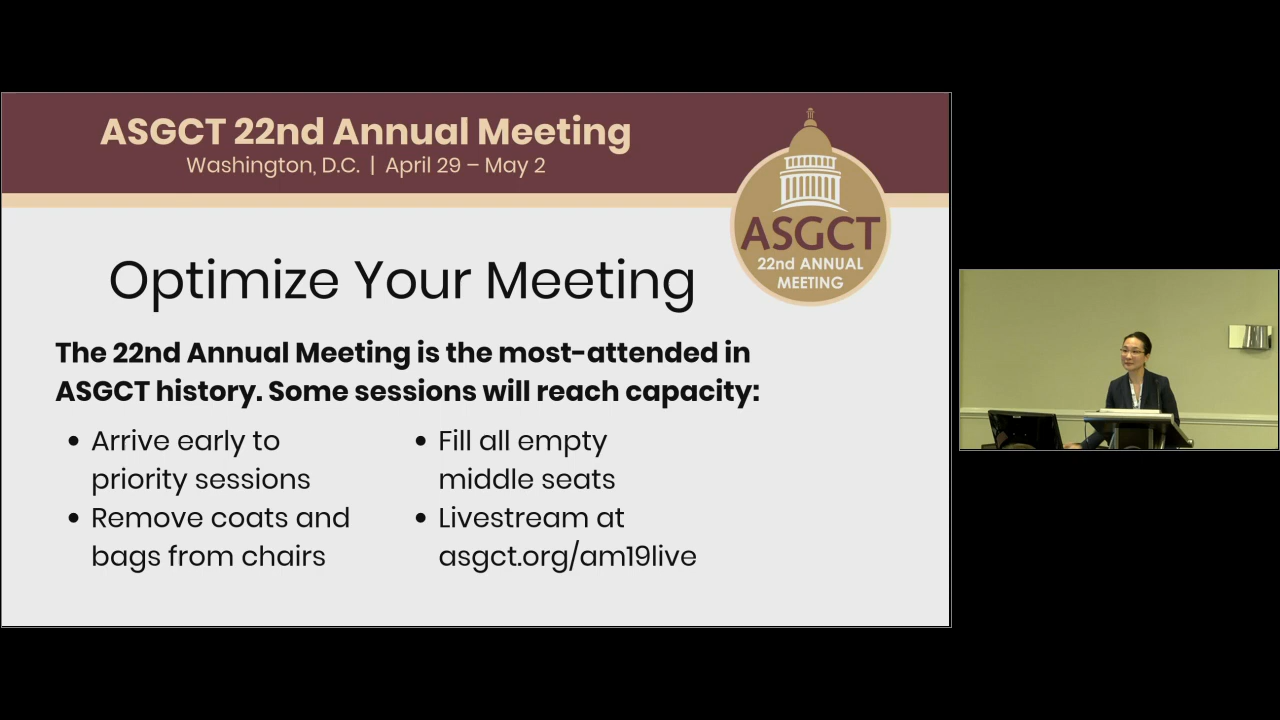 ASGCT 22nd Annual Meeting
Washington, D.C. | April 29 – May 2
ASGCT
22nd ANNUAL
MEETING
Optimize Your Meeting
The 22nd Annual Meeting is the most-attended in
ASGCT history. Some sessions will reach capacity:
• Arrive early to
priority sessions
• Remove coats and
bags from chairs
• Fill all empty
middle seats
• Livestream at
asgct.org/am19live